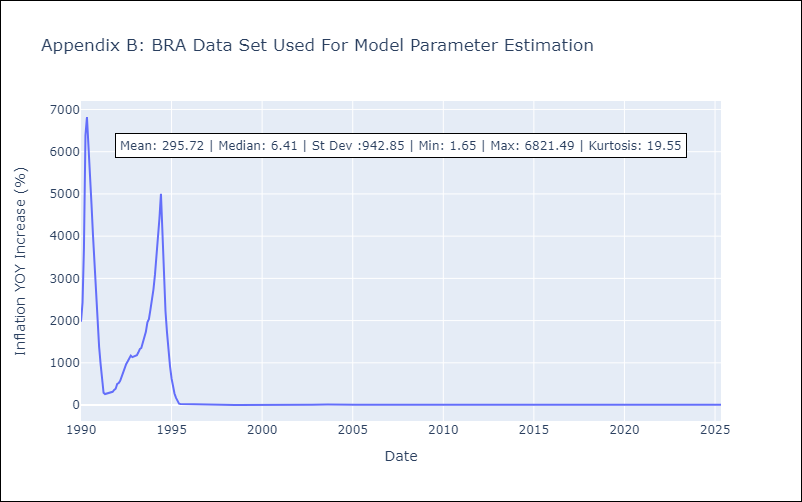 Appendix B: BRA Data Set Used For Model Parameter Estimation
7000
Mean: 295.72 | Median: 6.41 | St Dev :942.85 | Min: 1.65 | Max: 6821.49 | Kurtosis: 19.55
6000
5000
4000
3000
2000
1000
0
Inflation YOY Increase (%)
1990 1995 2000 2005 2010 2015 2020 2025
Date